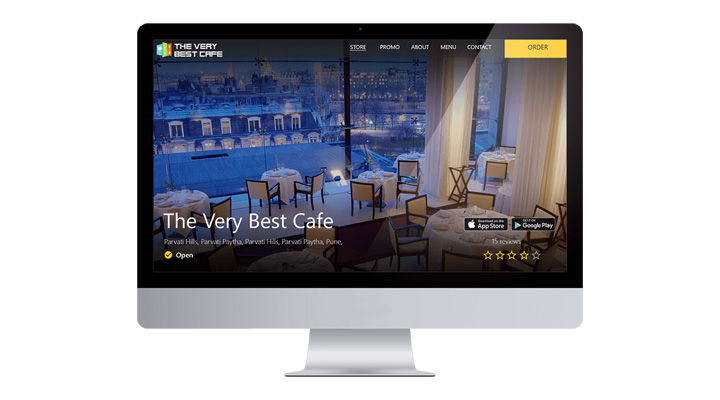 THE VERY
BEST CAFE
STORE PROMO ABOUT MENU CONTACT ORDER
The Very Best Cafe
Download on the
App Store
GET IT ON
Google Play
Parvati Hills, Parvati Paytha, Parvati Hills, Parvati Paytha, Pune,
15 reviews
Open